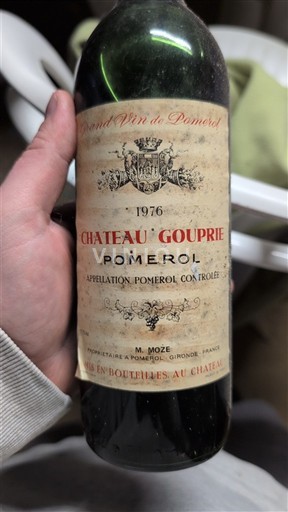 Grand Vin de Pomerol
1976
CHATEAU GOUPRIE
POMEROL
APPELLATION POMEROL CONTROLÉE
M. MOZE
PROPRIETAIRE A POMEROL GIRONDE FRANCE
MIS EN BOUTEILLES AU CHATEAU